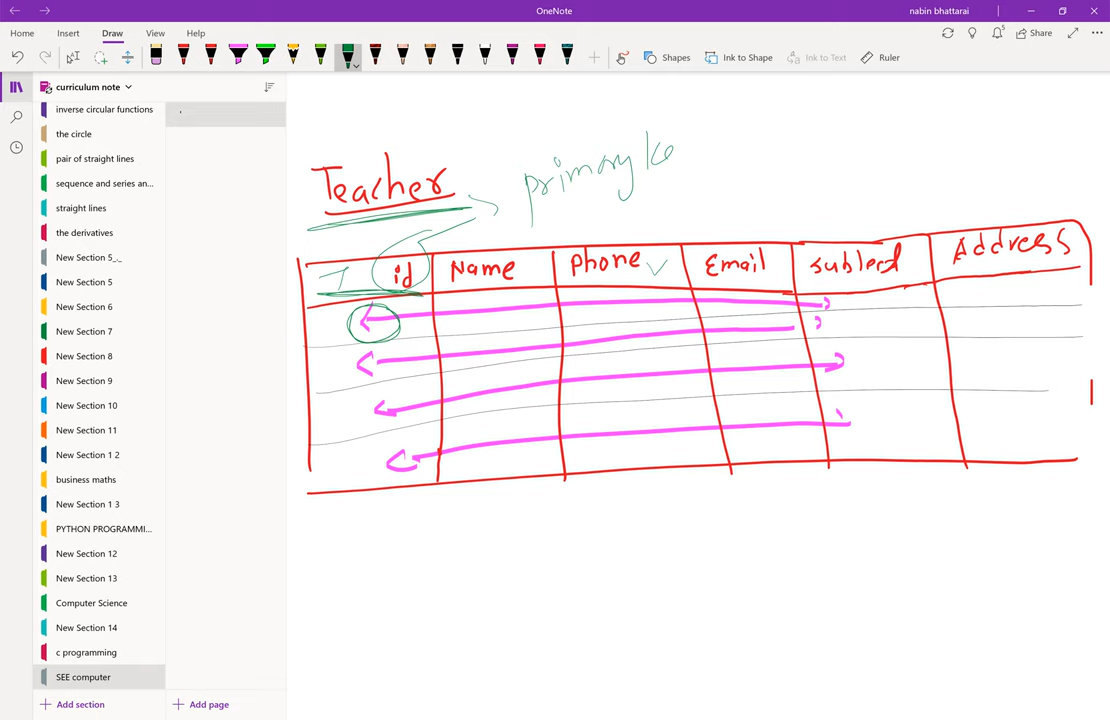 OneNote
nabin bhattarai
Home Insert Draw View Help
Share
Shapes
Ink to Shape
Ink to Text
Ruler
curriculum note
inverse circular functions
the circle
pair of straight lines
sequence and series an...
straight lines
the derivatives
New Section 5_._
New Section 5
New Section 6
New Section 7
New Section 8
New Section 9
New Section 10
New Section 11
New Section 1 2
business maths
New Section 1 3
PYTHON PROGRAMMI...
New Section 12
New Section 13
Computer Science
New Section 14
c programming
SEE computer
Add section
Add page
Teacher
primary Ke
T id Name Phone Email Address